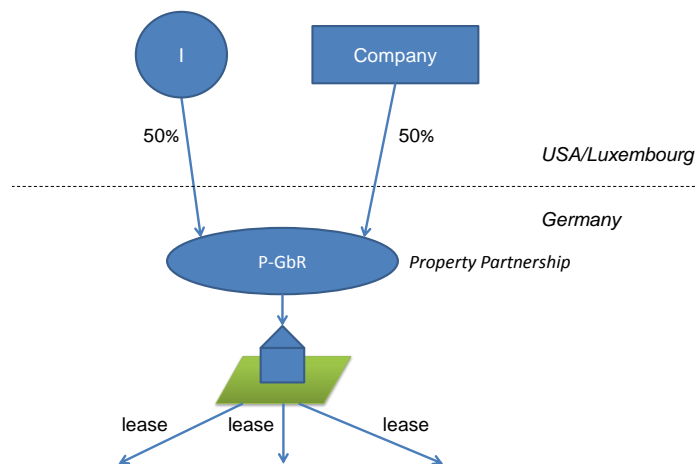 I
Company
50%
50%
USA/Luxembourg
Germany
P-GbR
Property Partnership
lease
lease
lease